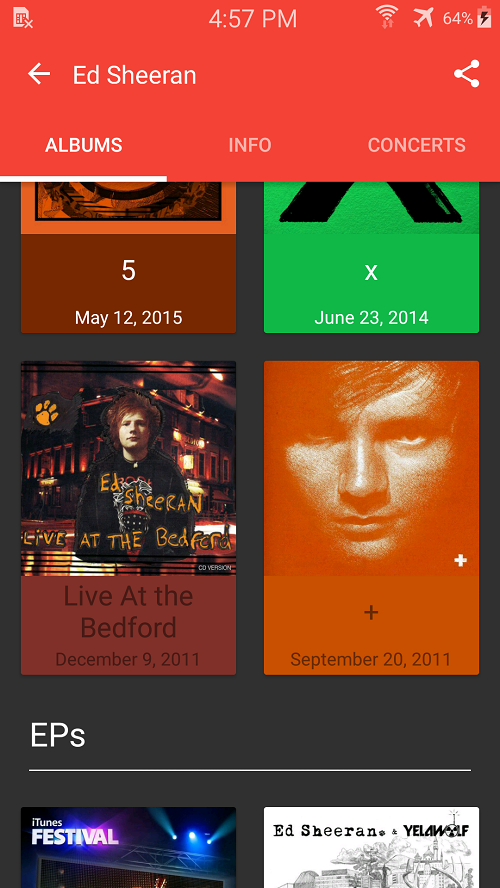 4:57 PM
64%
Ed Sheeran
ALBUMS
INFO
CONCERTS
5
x
May 12, 2015
June 23, 2014
Ed SheeRAN
LiVE AT THE Bedford
CD VERSION
+
Live At the
Bedford
+
December 9, 2011
September 20, 2011
EPs
iTunes
FESTIVAL
Ed Sheeran. & YELAWOLF